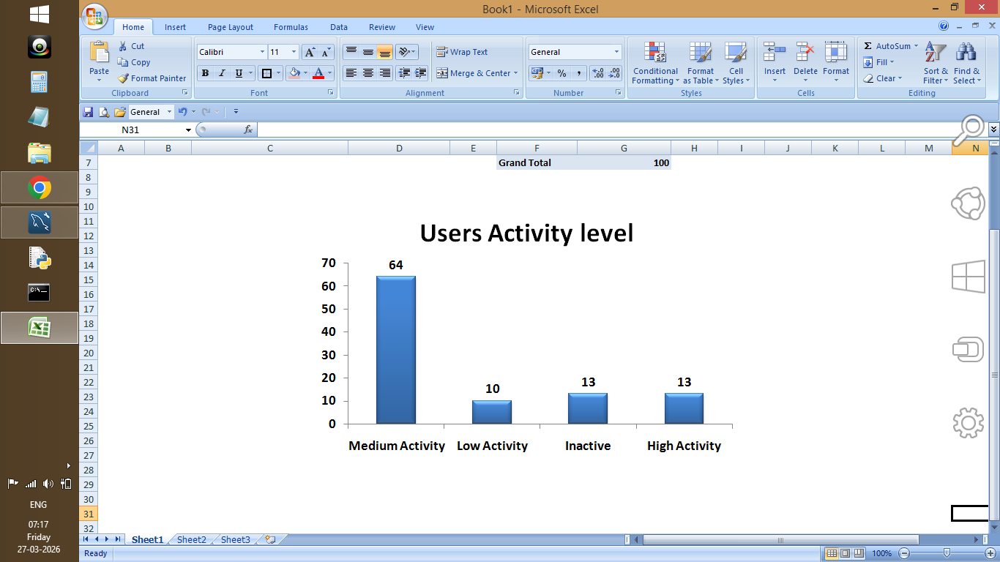 Book1 - Microsoft Excel
Home Insert Page Layout Formulas Data Review View
Paste
Cut
Copy
Format Painter
Clipboard
Calibri 11
B I U A
Font
Wrap Text
Merge & Center
Alignment
General
% , .00 .0
Number
Conditional Formatting
Format as Table
Cell Styles
Styles
Insert Delete Format
Cells
Σ AutoSum
Fill
Clear
Sort & Filter
Find & Select
Editing
General
N31 fx
A B C D E F G H I J K L M N
7 Grand Total 100
8
9
10
11
12
13
14
15
16
17
18
19
20
21
22
23
24
25
26
27
28
29
30
31
32
Users Activity level
70
60
50
40
30
20
10
0
64
10
13
13
Medium Activity Low Activity Inactive High Activity
Sheet1 Sheet2 Sheet3
Ready 100%
C:\
ENG
07:17
Friday
27-03-2026